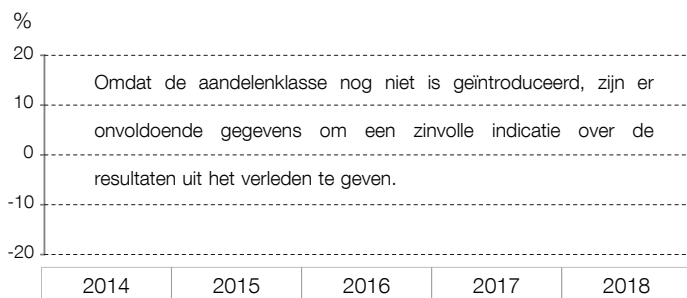 %
20
Omdat de aandelenklasse nog niet is geïntroduceerd, zijn er
10
onvoldoende gegevens om een zinvolle indicatie over de
0
resultaten uit het verleden te geven.
-10
-20
2014 2015 2016 2017 2018